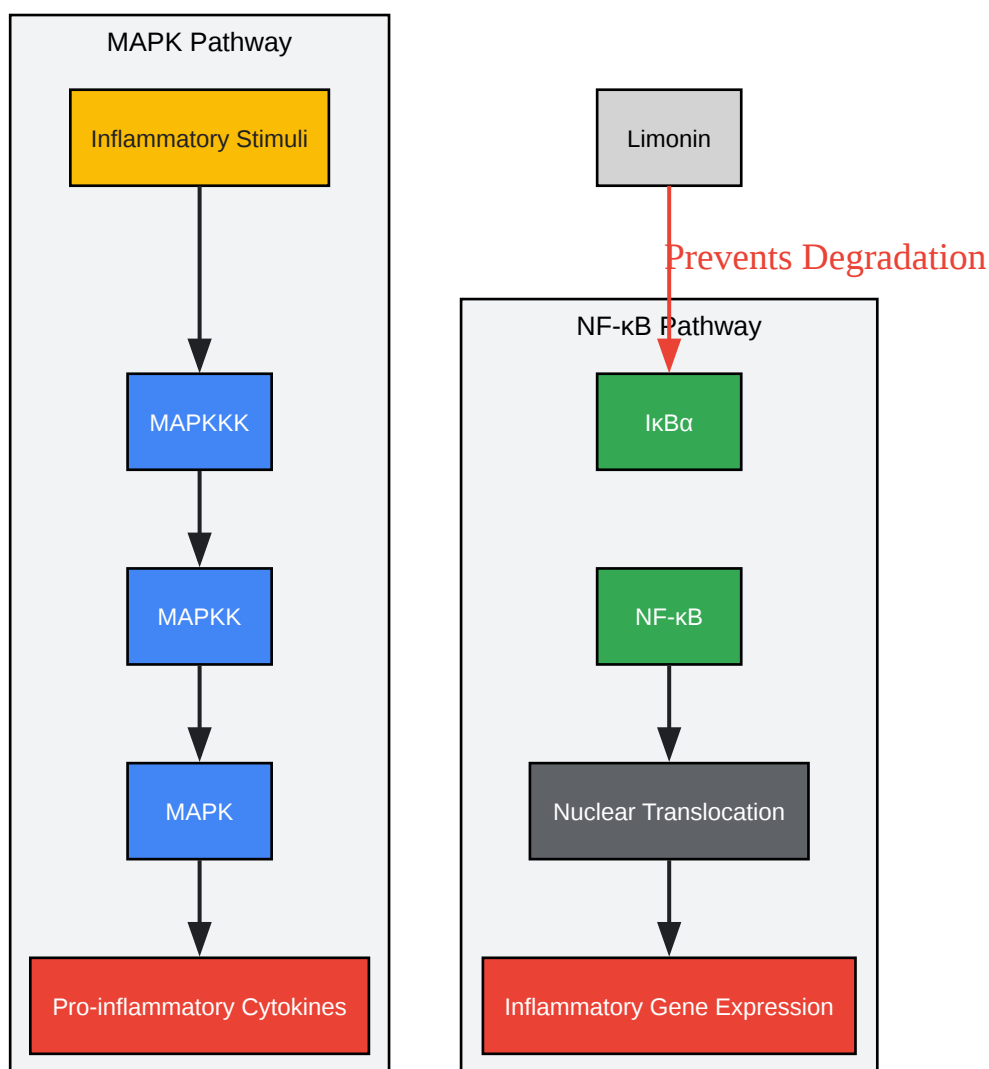 MAPK Pathway
Inflammatory Stimuli
MAPKKK
MAPKK
MAPK
Pro-inflammatory Cytokines
Limonin
Prevents Degradation
NF-κB Pathway
IκBα
NF-κB
Nuclear Translocation
Inflammatory Gene Expression